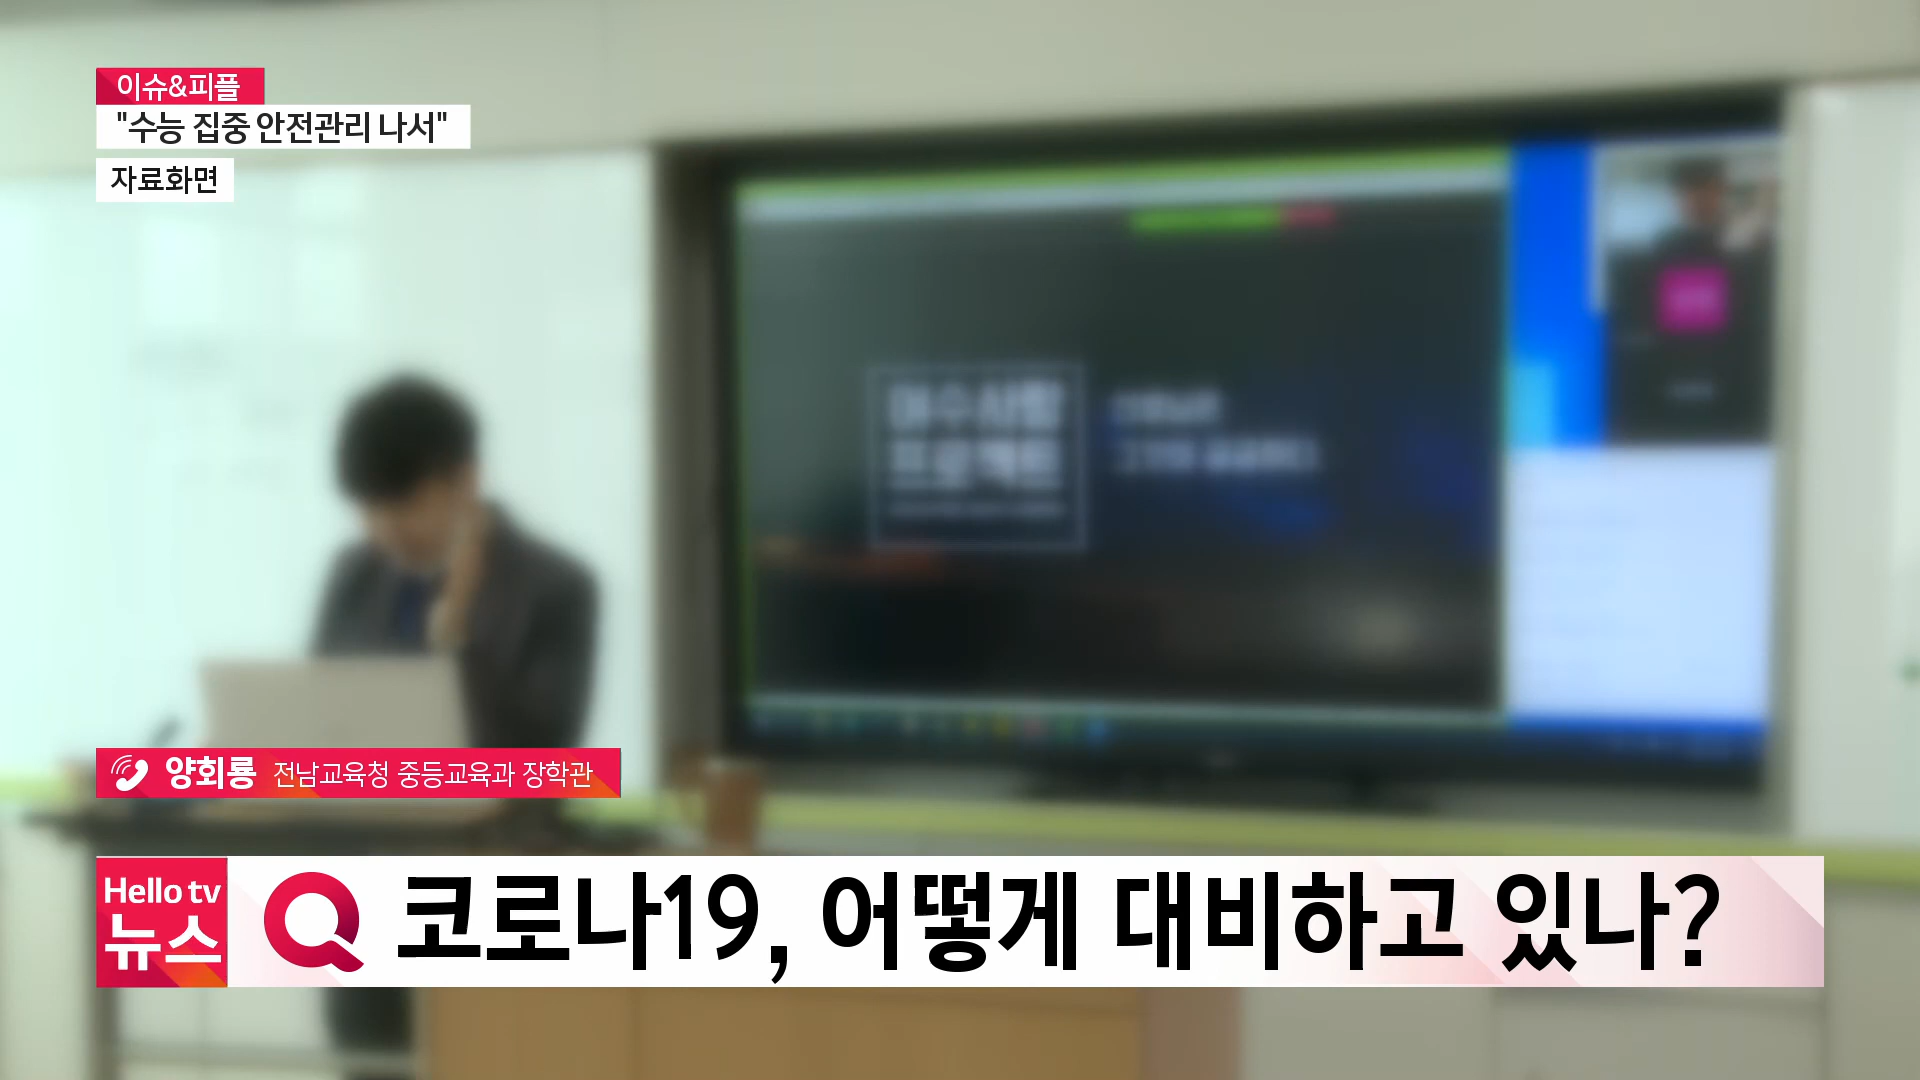 이슈&피플
"수능 집중 안전관리 나서"
자료화면
양회룡 전남교육청 중등교육과 장학관
Hello tv
뉴스
Q 코로나19, 어떻게 대비하고 있나?